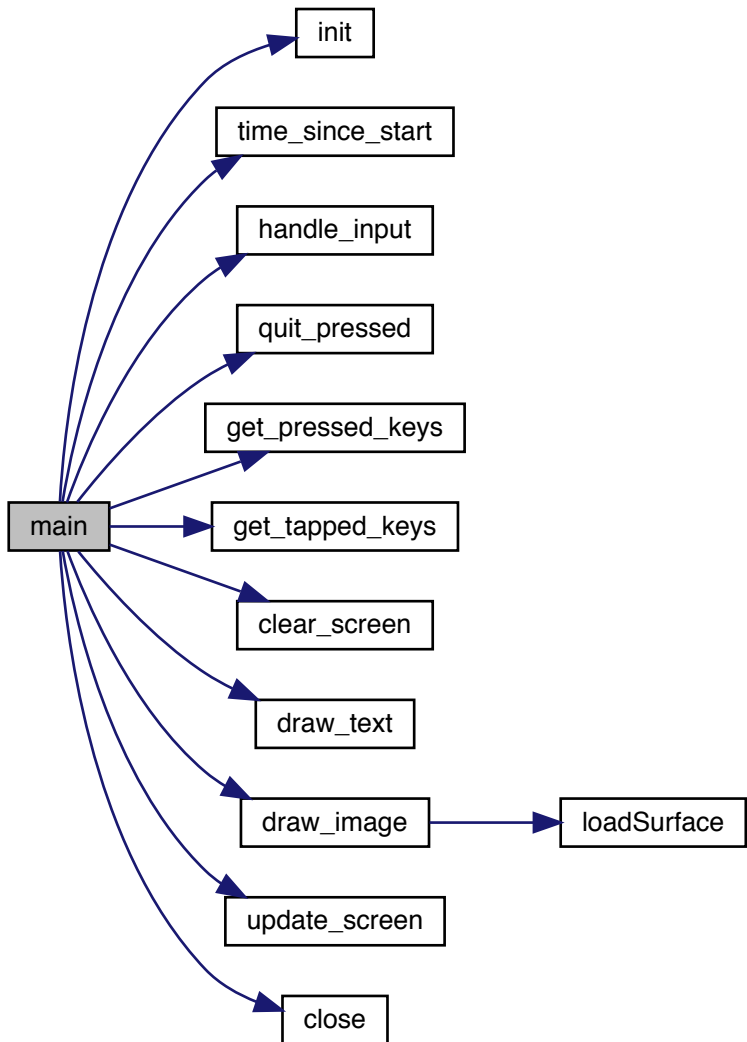 init
time_since_start
handle_input
quit_pressed
get_pressed_keys
main
get_tapped_keys
clear_screen
draw_text
draw_image
loadSurface
update_screen
close